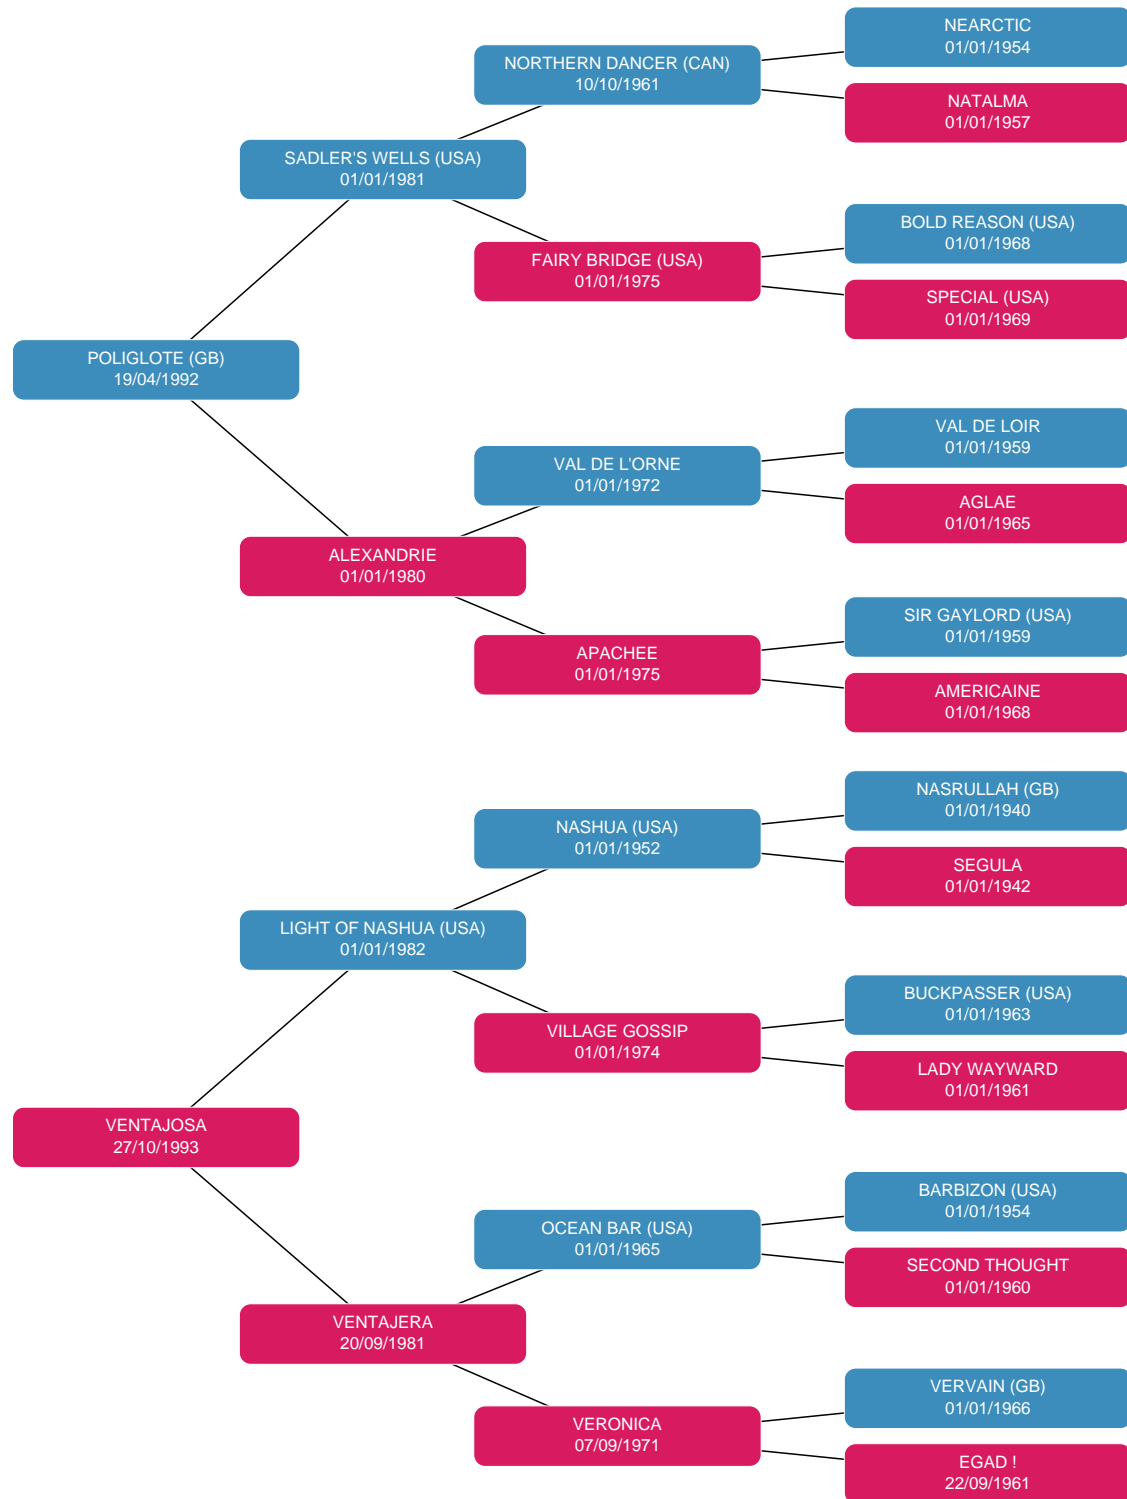 NEARCTIC
01/01/1954
NORTHERN DANCER (CAN)
10/10/1961
NATALMA
01/01/1957
SADLER'S WELLS (USA)
01/01/1981
BOLD REASON (USA)
01/01/1968
FAIRY BRIDGE (USA)
01/01/1975
SPECIAL (USA)
01/01/1969
POLIGLOTE (GB)
19/04/1992
VAL DE LOIR
01/01/1959
VAL DE L'ORNE
01/01/1972
AGLAE
01/01/1965
ALEXANDRIE
01/01/1980
SIR GAYLORD (USA)
01/01/1959
APACHEE
01/01/1975
AMERICAINE
01/01/1968
NASRULLAH (GB)
01/01/1940
NASHUA (USA)
01/01/1952
SEGULA
01/01/1942
LIGHT OF NASHUA (USA)
01/01/1982
BUCKPASSER (USA)
01/01/1963
VILLAGE GOSSIP
01/01/1974
LADY WAYWARD
01/01/1961
VENTAJOSA
27/10/1993
BARBIZON (USA)
01/01/1954
OCEAN BAR (USA)
01/01/1965
SECOND THOUGHT
01/01/1960
VENTAJERA
20/09/1981
VERVAIN (GB)
01/01/1966
VERONICA
07/09/1971
EGAD !
22/09/1961